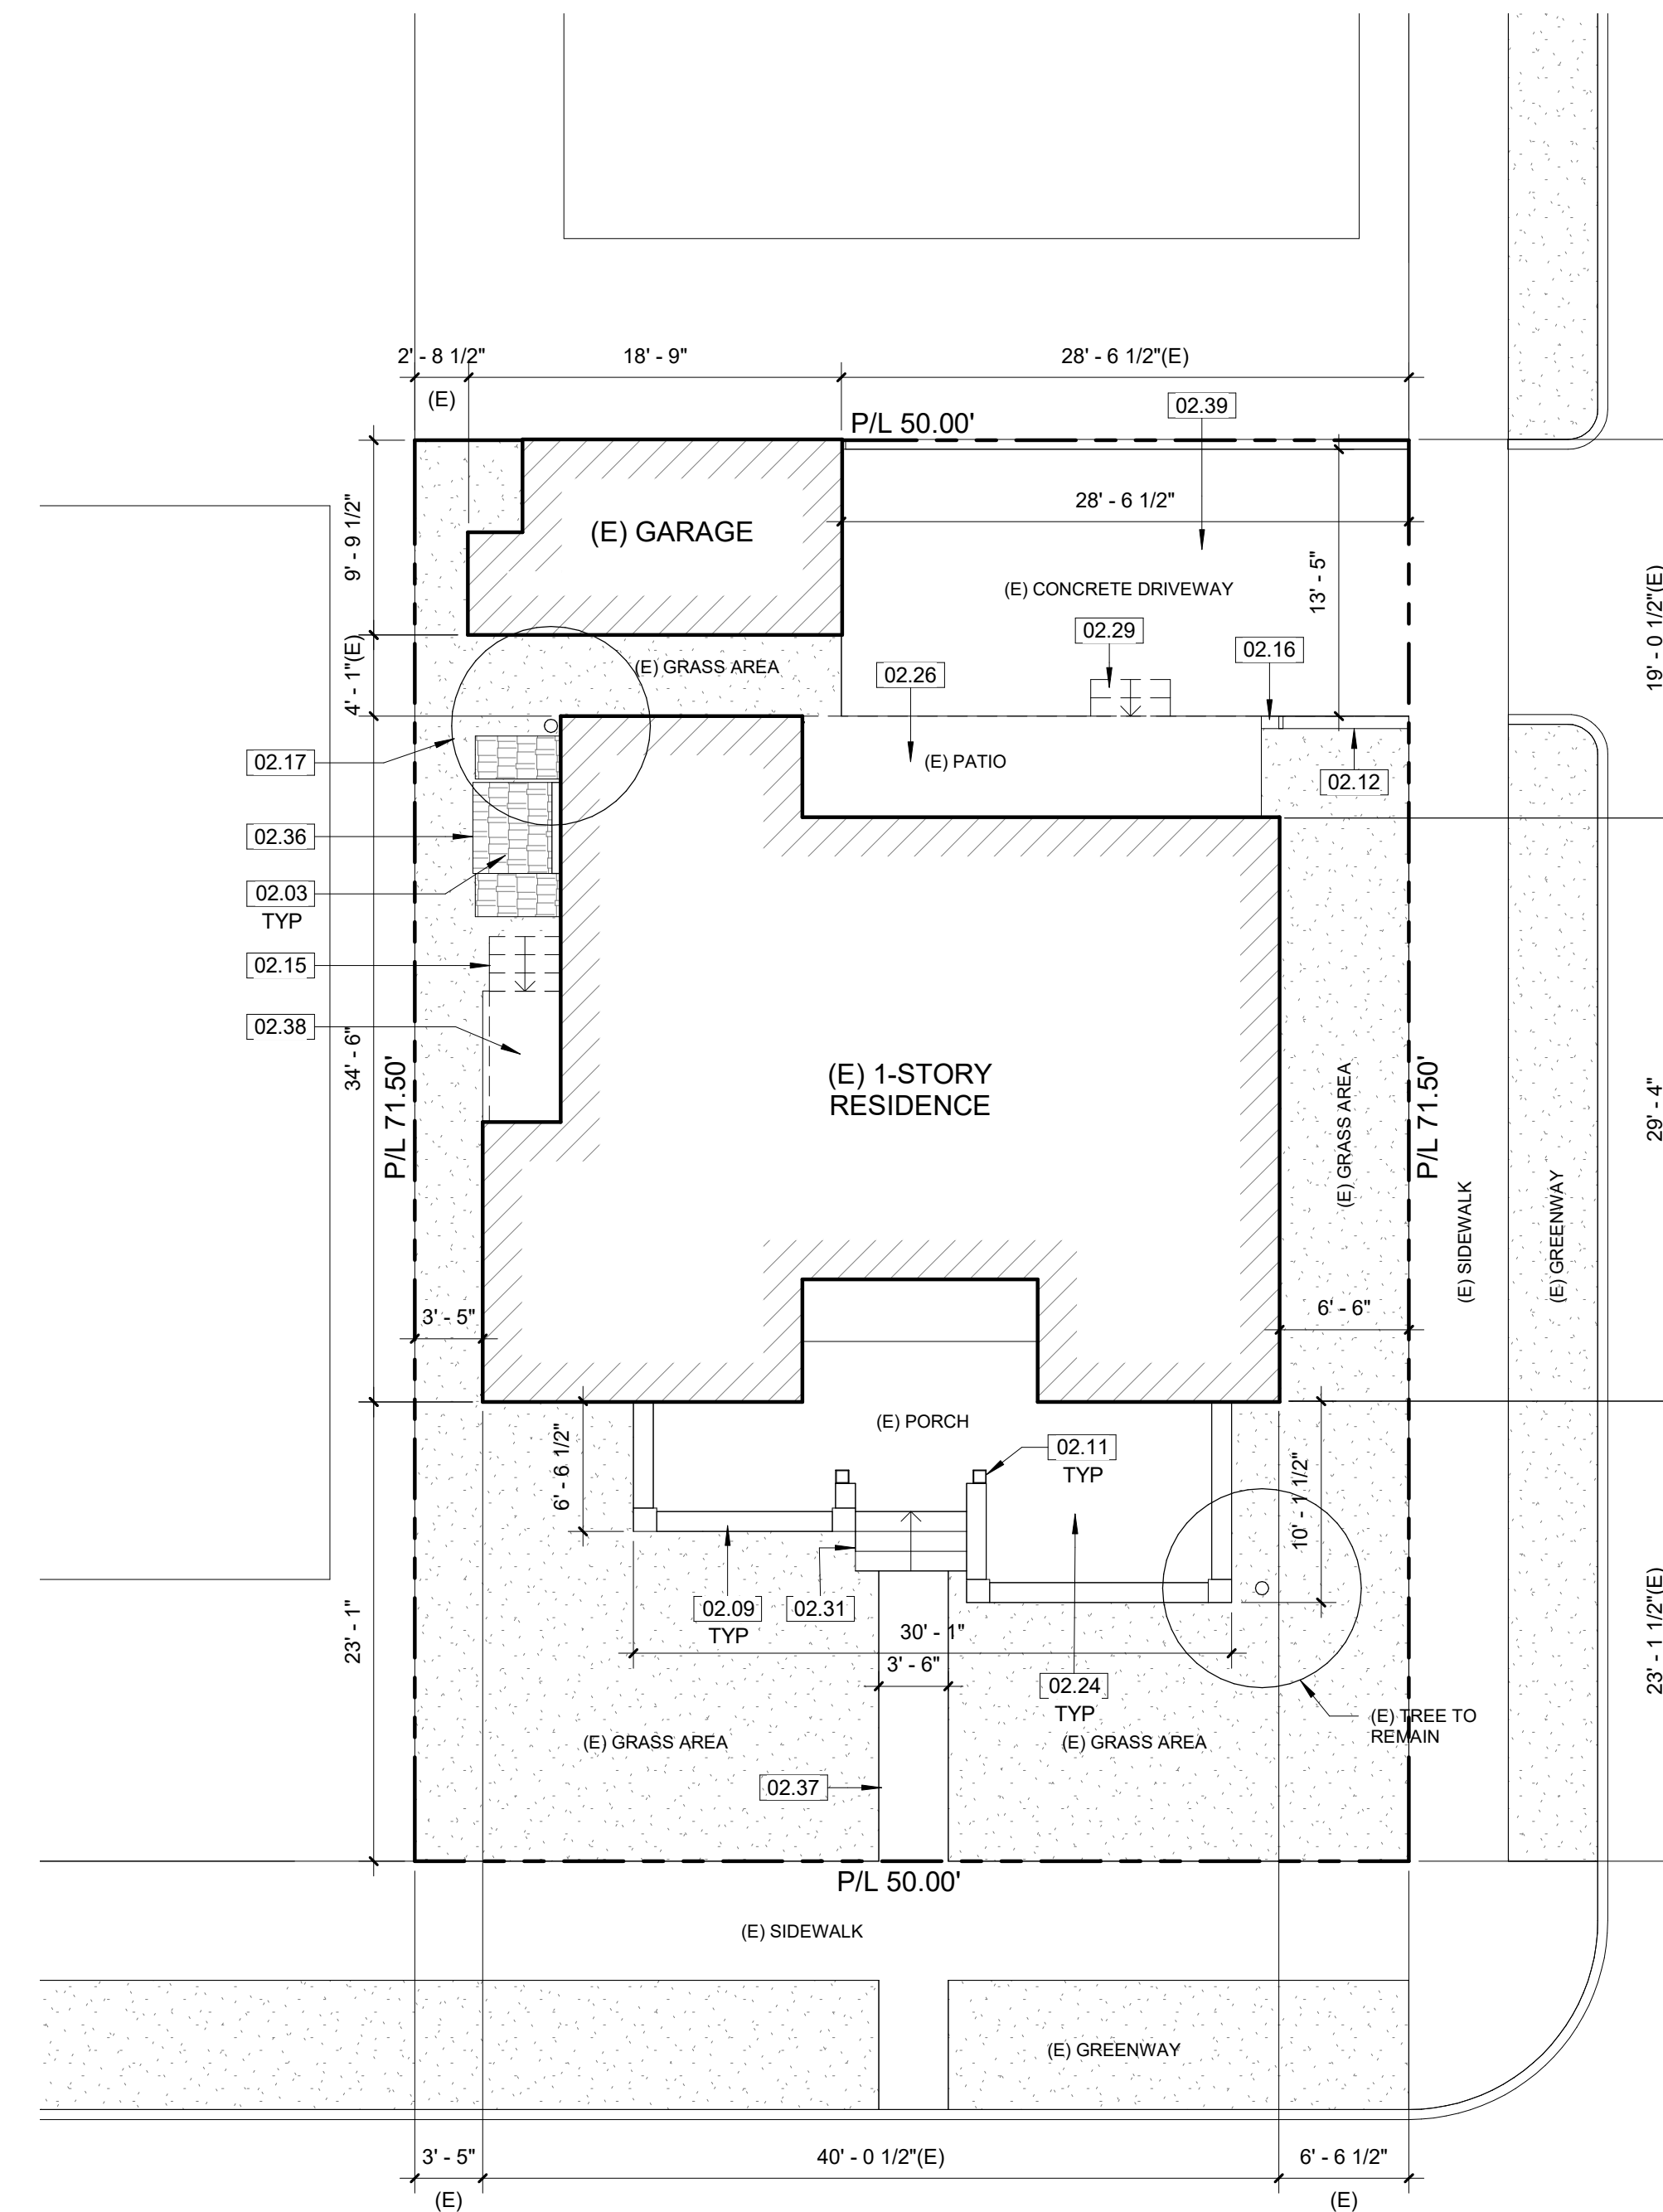 2' - 8 1/2"
18' - 9"
28' - 6 1/2"(E)
(E)
02.39
P/L 50.00'
28' - 6 1/2"
9' - 9 1/2"
(E) GARAGE
13' - 5"
(E) CONCRETE DRIVEWAY
19' - 0 1/2"(E)
02.29
02.16
4' - 1"(E)
(E) GRASS AREA
02.26
02.17
(E) PATIO
02.12
02.36
02.03
TYP
02.15
02.38
34' - 6"
P/L 71.50'
(E) 1-STORY
RESIDENCE
(E) GRASS AREA
P/L 71.50'
29' - 4"
(E) SIDEWALK
(E) GREENWAY
3' - 5"
6' - 6"
(E) PORCH
02.11
TYP
6' - 6 1/2"
10' - 1 1/2"
02.09
TYP
02.31
30' - 1"
3' - 6"
02.24
TYP
23' - 1"
23' - 1 1/2"(E)
(E) TREE TO
REMAIN
(E) GRASS AREA
(E) GRASS AREA
02.37
P/L 50.00'
(E) SIDEWALK
(E) GREENWAY
3' - 5"
40' - 0 1/2"(E)
6' - 6 1/2"
(E)
(E)